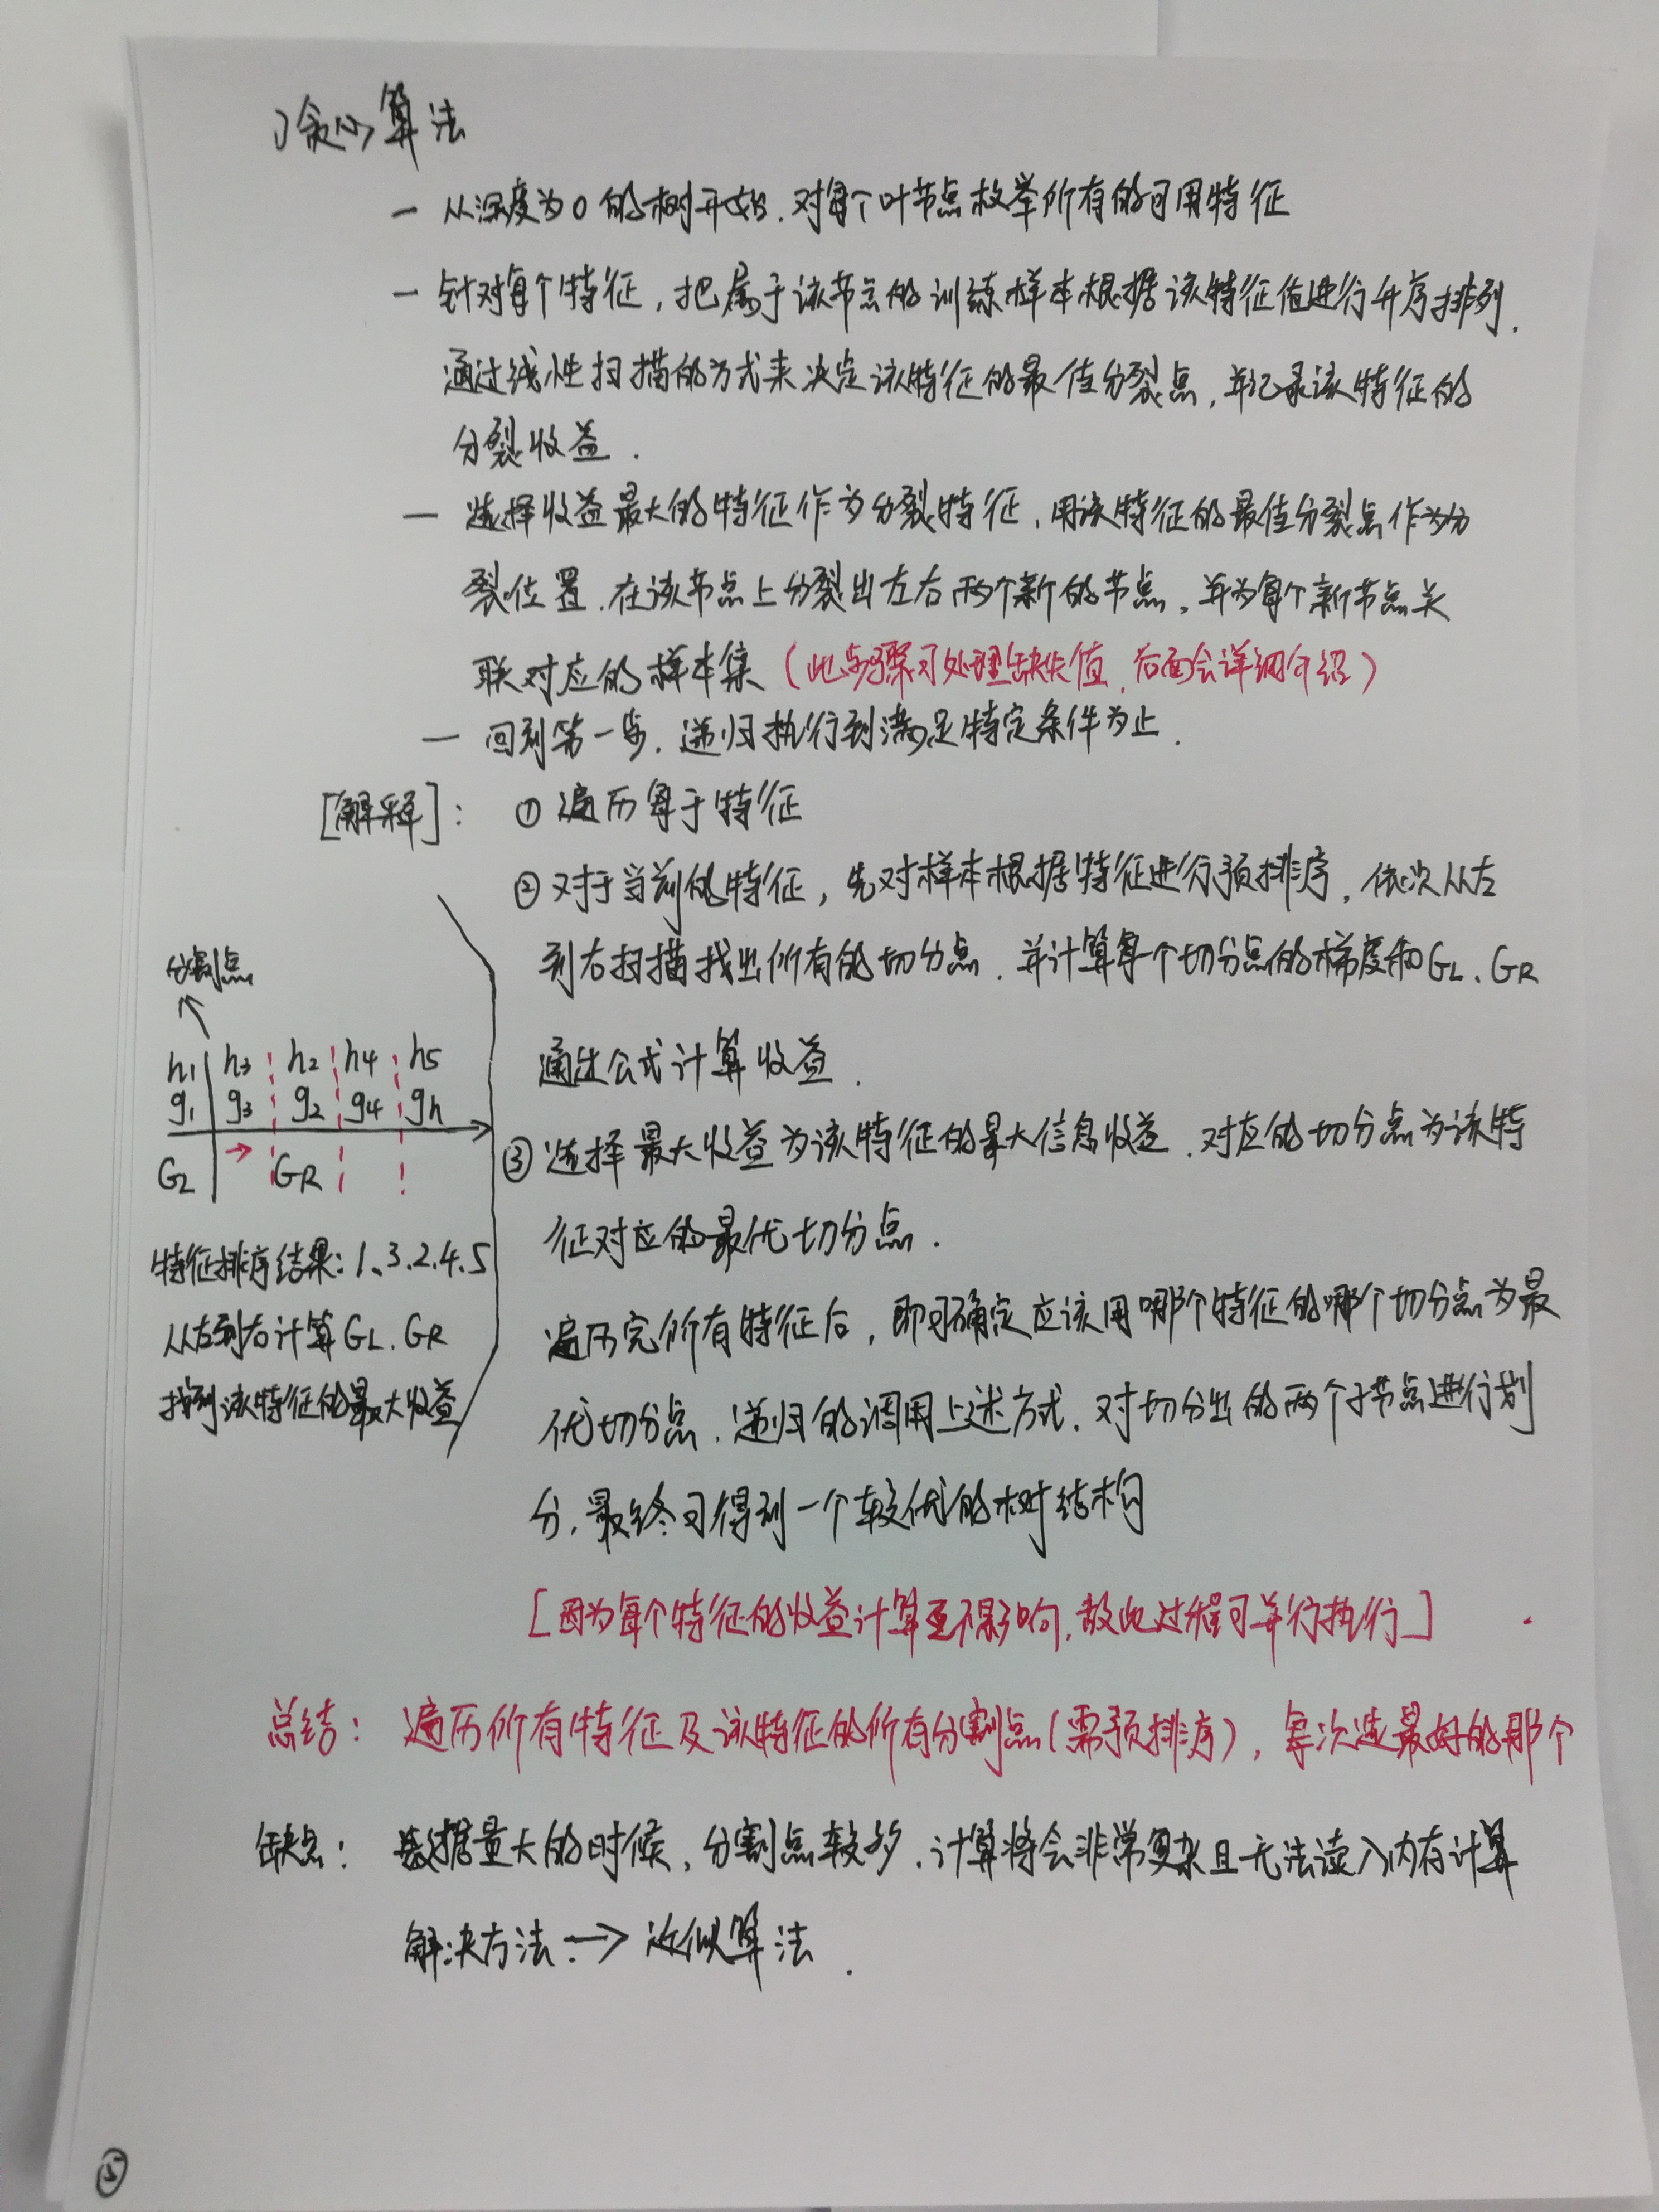 1)贪心算法
— 从深度为0的树开始.对每个叶节点枚举所有的可用特征
— 针对每个特征,把属于该节点的训练样本根据该特征值进行升序排列.
通过线性扫描的方式来决定该特征的最佳分裂点,并记录该特征的
分裂收益.
— 选择收益最大的特征作为分裂特征,用该特征的最佳分裂点作为分
裂位置.在该节点上分裂出左右两个新的节点,并为每个新节点关
联对应的样本集(此步骤可处理缺失值,后面会详细介绍)
— 回到第一步.递归执行到满足特定条件为止.
[解释]: ① 遍历每于特征
② 对于当前的特征,先对样本根据特征进行预排序,依次从左
到右扫描找出所有的切分点.并计算每个切分点的梯度和GL.GR
通过公式计算收益.
③ 选择最大收益为该特征的最大信息收益.对应的切分点为该特
征对应的最优切分点.
遍历完所有特征后,即可确定应该用哪个特征的哪个切分点为最
优切分点.递归的调用上述方式.对切分出的两个子节点进行划
分.最终可得到一个较优的树结构
[因为每个特征的收益计算互不影响,故此过程可并行执行]
分割点
h1 h3 h2 h4 h5
g1 g3 g2 g4 gn
GL → GR
特征排序结果:1、3.2.4.5
从左到右计算GL.GR
找到该特征的最大收益
总结: 遍历所有特征及该特征的所有分割点(需预排序),每次选最好的那个
缺点: 数据量大的时候,分割点较多,计算将会非常复杂且无法读入内存计算
解决方法:→ 近似算法.
⑤